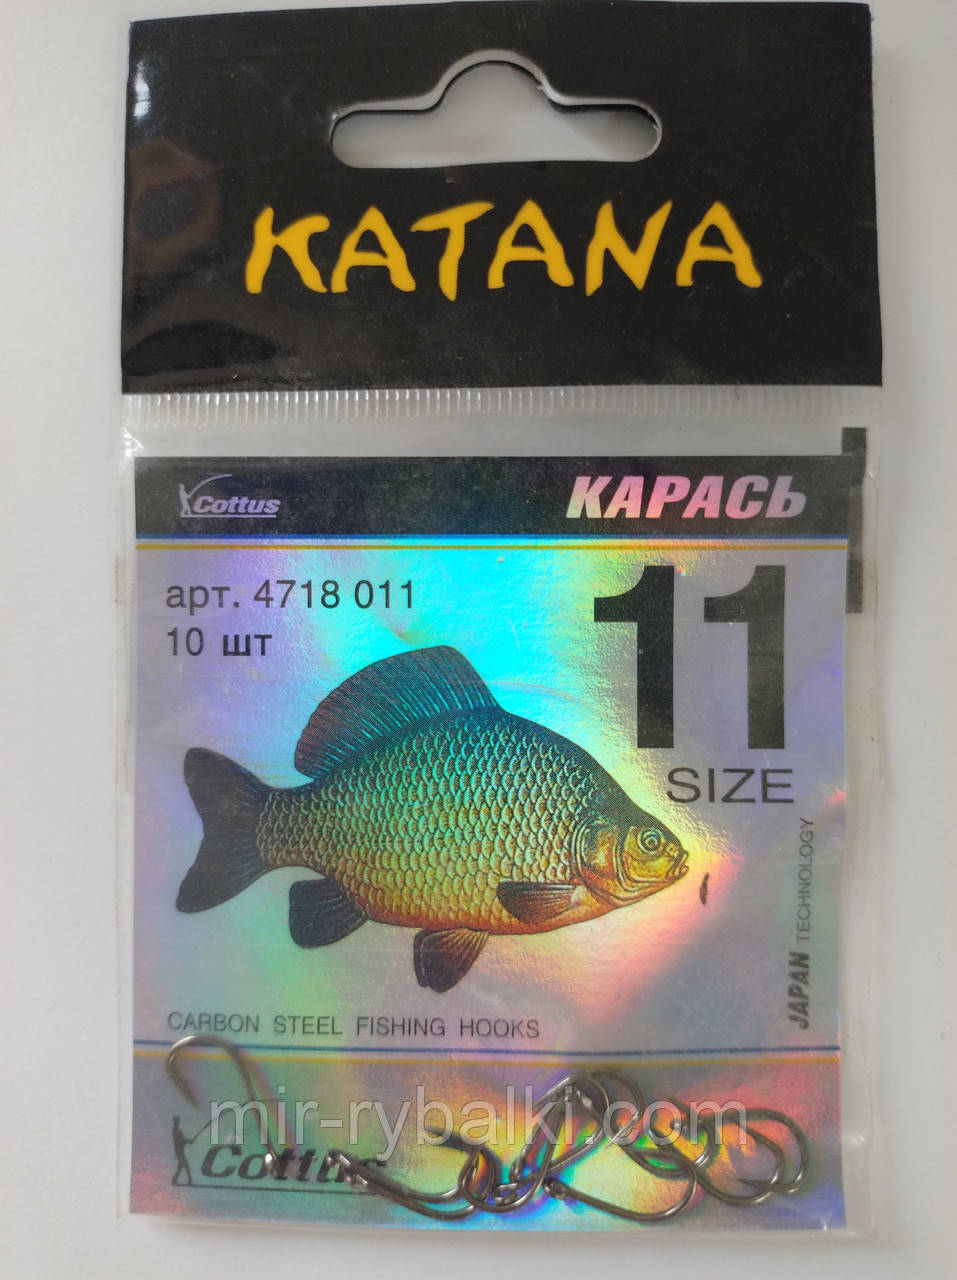 KATANA
Cottus
КАРАСЬ
арт. 4718 011
10 шт
11
SIZE
JAPAN TECHNOLOGY
CARBON STEEL FISHING HOOKS
mir-rybalki.com
Cottus